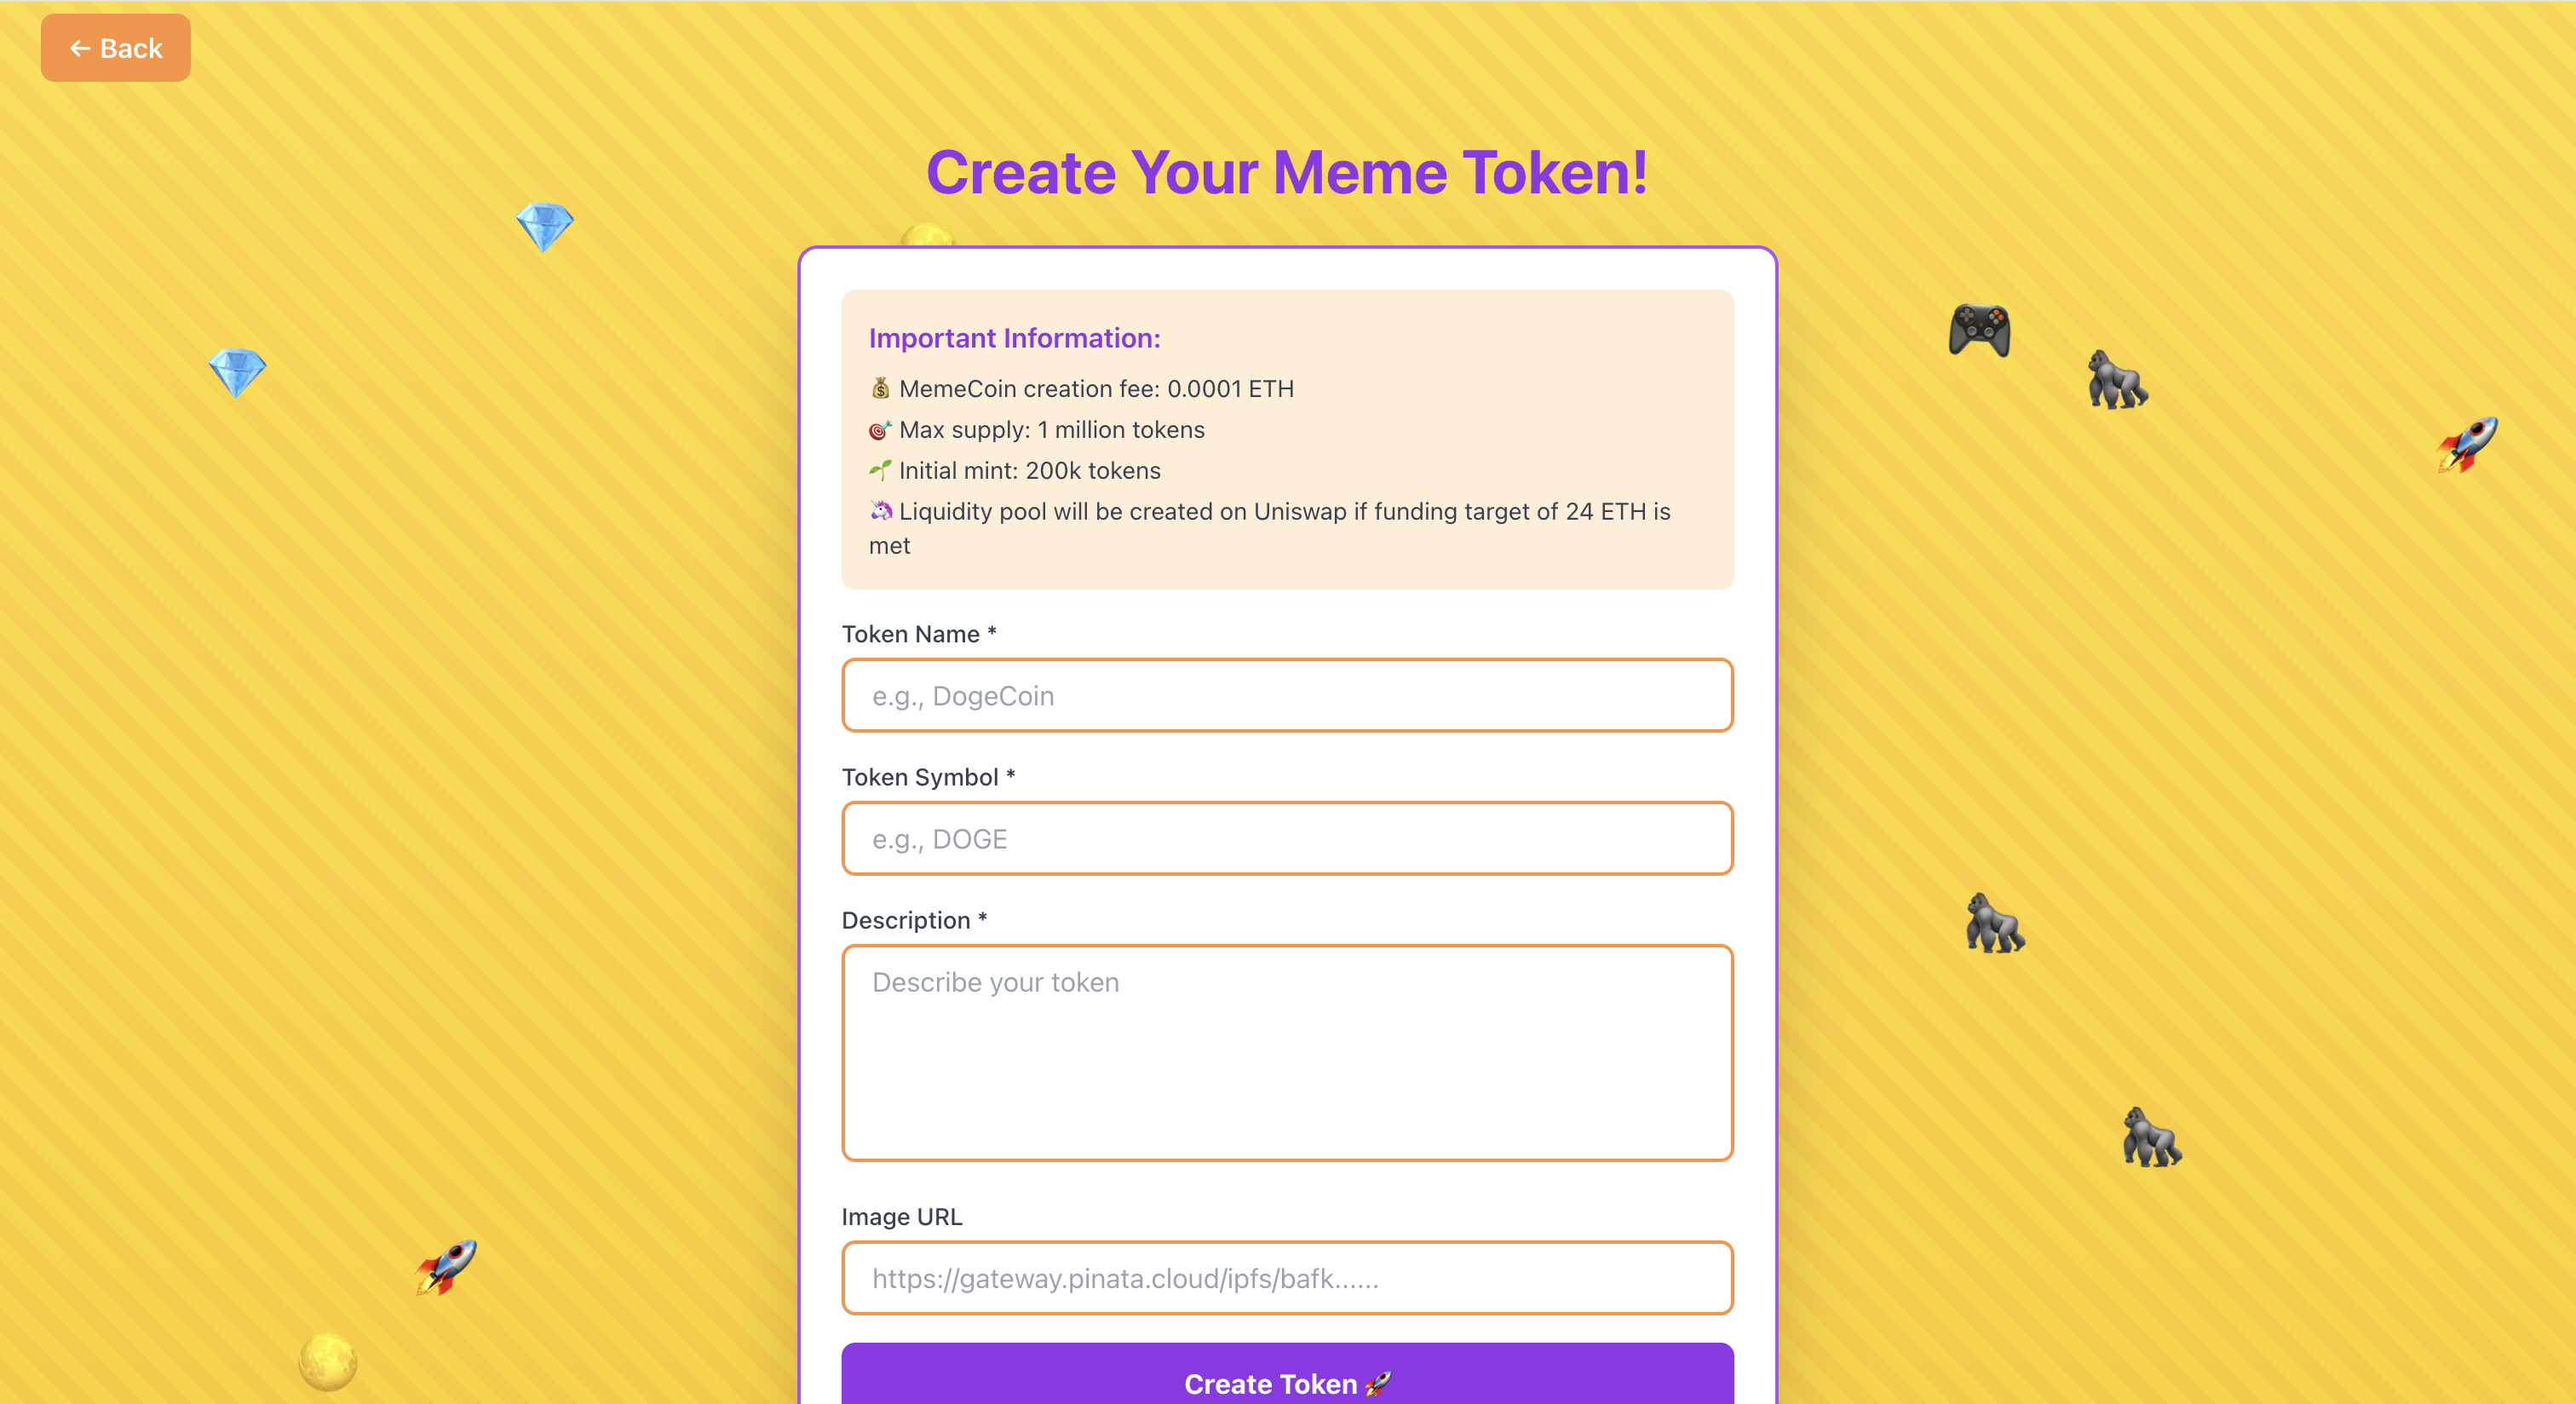 ← Back
Create Your Meme Token!
Important Information:
💰 MemeCoin creation fee: 0.0001 ETH
🎯 Max supply: 1 million tokens
🌱 Initial mint: 200k tokens
🦄 Liquidity pool will be created on Uniswap if funding target of 24 ETH is
met
Token Name *
e.g., DogeCoin
Token Symbol *
e.g., DOGE
Description *
Describe your token
Image URL
https://gateway.pinata.cloud/ipfs/bafk......
Create Token 🚀